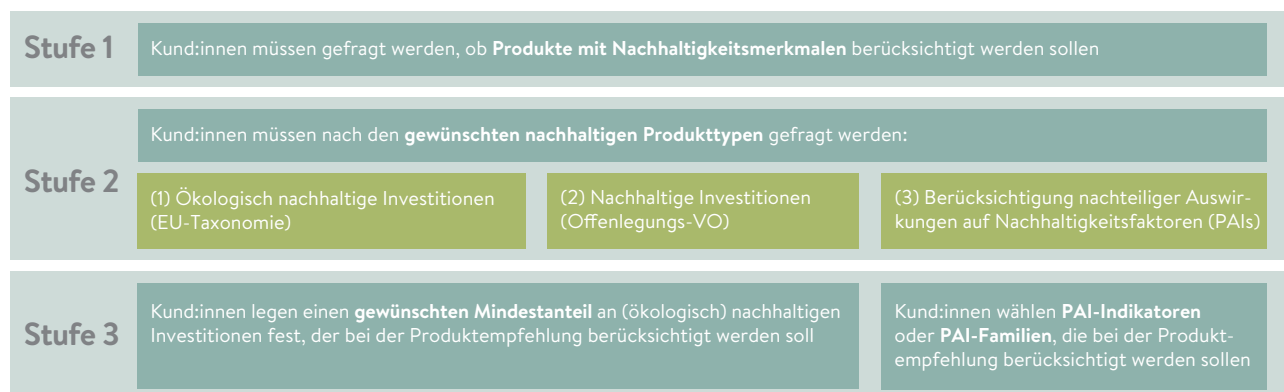 Stufe 1
Kund:innen müssen gefragt werden, ob Produkte mit Nachhaltigkeitsmerkmalen berücksichtigt werden sollen
Stufe 2
Kund:innen müssen nach den gewünschten nachhaltigen Produkttypen gefragt werden:
(1) Ökologisch nachhaltige Investitionen
(EU-Taxonomie)
(2) Nachhaltige Investitionen
(Offenlegungs-VO)
(3) Berücksichtigung nachteiliger Auswir-
kungen auf Nachhaltigkeitsfaktoren (PAIs)
Stufe 3
Kund:innen legen einen gewünschten Mindestanteil an (ökologisch) nachhaltigen
Investitionen fest, der bei der Produktempfehlung berücksichtigt werden soll
Kund:innen wählen PAI-Indikatoren
oder PAI-Familien, die bei der Produkt-
empfehlung berücksichtigt werden sollen